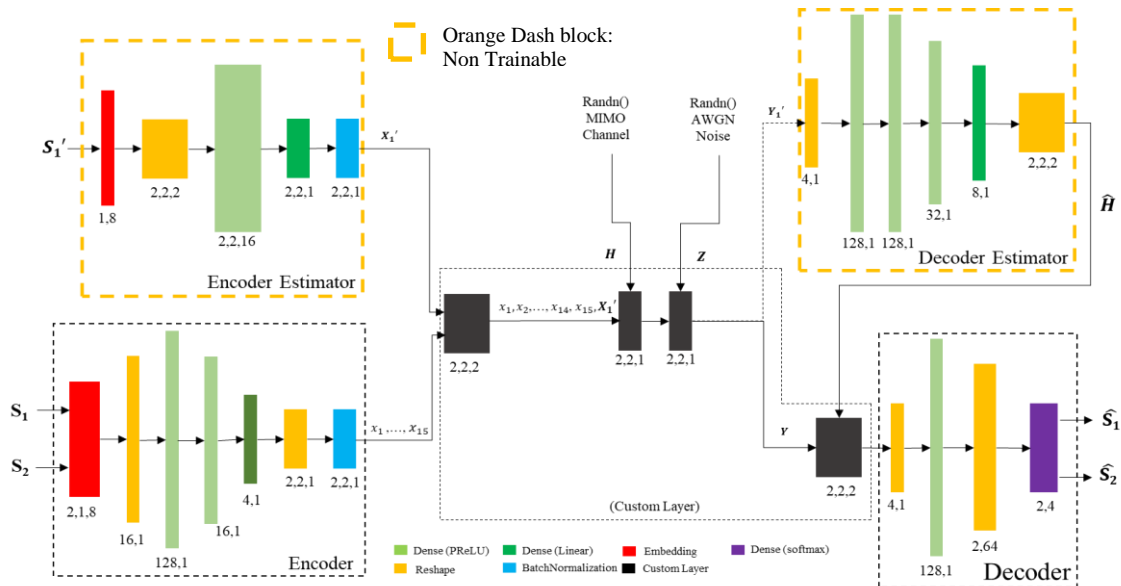 Orange Dash block:
Non Trainable
S₁′
1,8
2,2,2
2,2,16
2,2,1
2,2,1
Encoder Estimator
X₁′
Randn()
MIMO
Channel
Randn()
AWGN
Noise
Y₁′
4,1
128,1
128,1
32,1
8,1
2,2,2
Decoder Estimator
Ĥ
H
Z
2,2,2
x₁, x₂,…, x₁₄, x₁₅, X₁′
2,2,1
2,2,1
S₁
S₂
2,1,8
16,1
128,1
16,1
4,1
2,2,1
2,2,1
Encoder
x₁ ,…, x₁₅
Y
2,2,2
(Custom Layer)
4,1
128,1
2,64
2,4
Decoder
Ŝ₁
Ŝ₂
Dense (PReLU)
Dense (Linear)
Embedding
Dense (softmax)
Reshape
BatchNormalization
Custom Layer